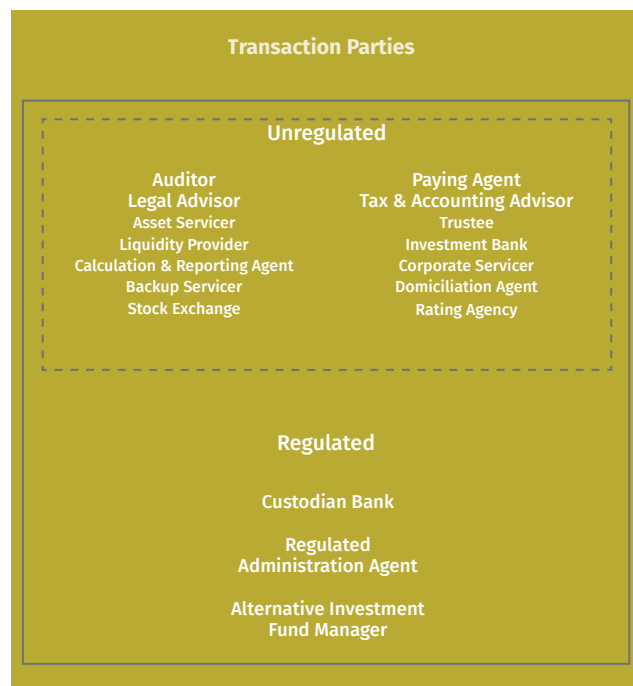 Transaction Parties
Unregulated
Auditor
Legal Advisor
Asset Servicer
Liquidity Provider
Calculation & Reporting Agent
Backup Servicer
Stock Exchange
Paying Agent
Tax & Accounting Advisor
Trustee
Investment Bank
Corporate Servicer
Domiciliation Agent
Rating Agency
Regulated
Custodian Bank
Regulated
Administration Agent
Alternative Investment
Fund Manager